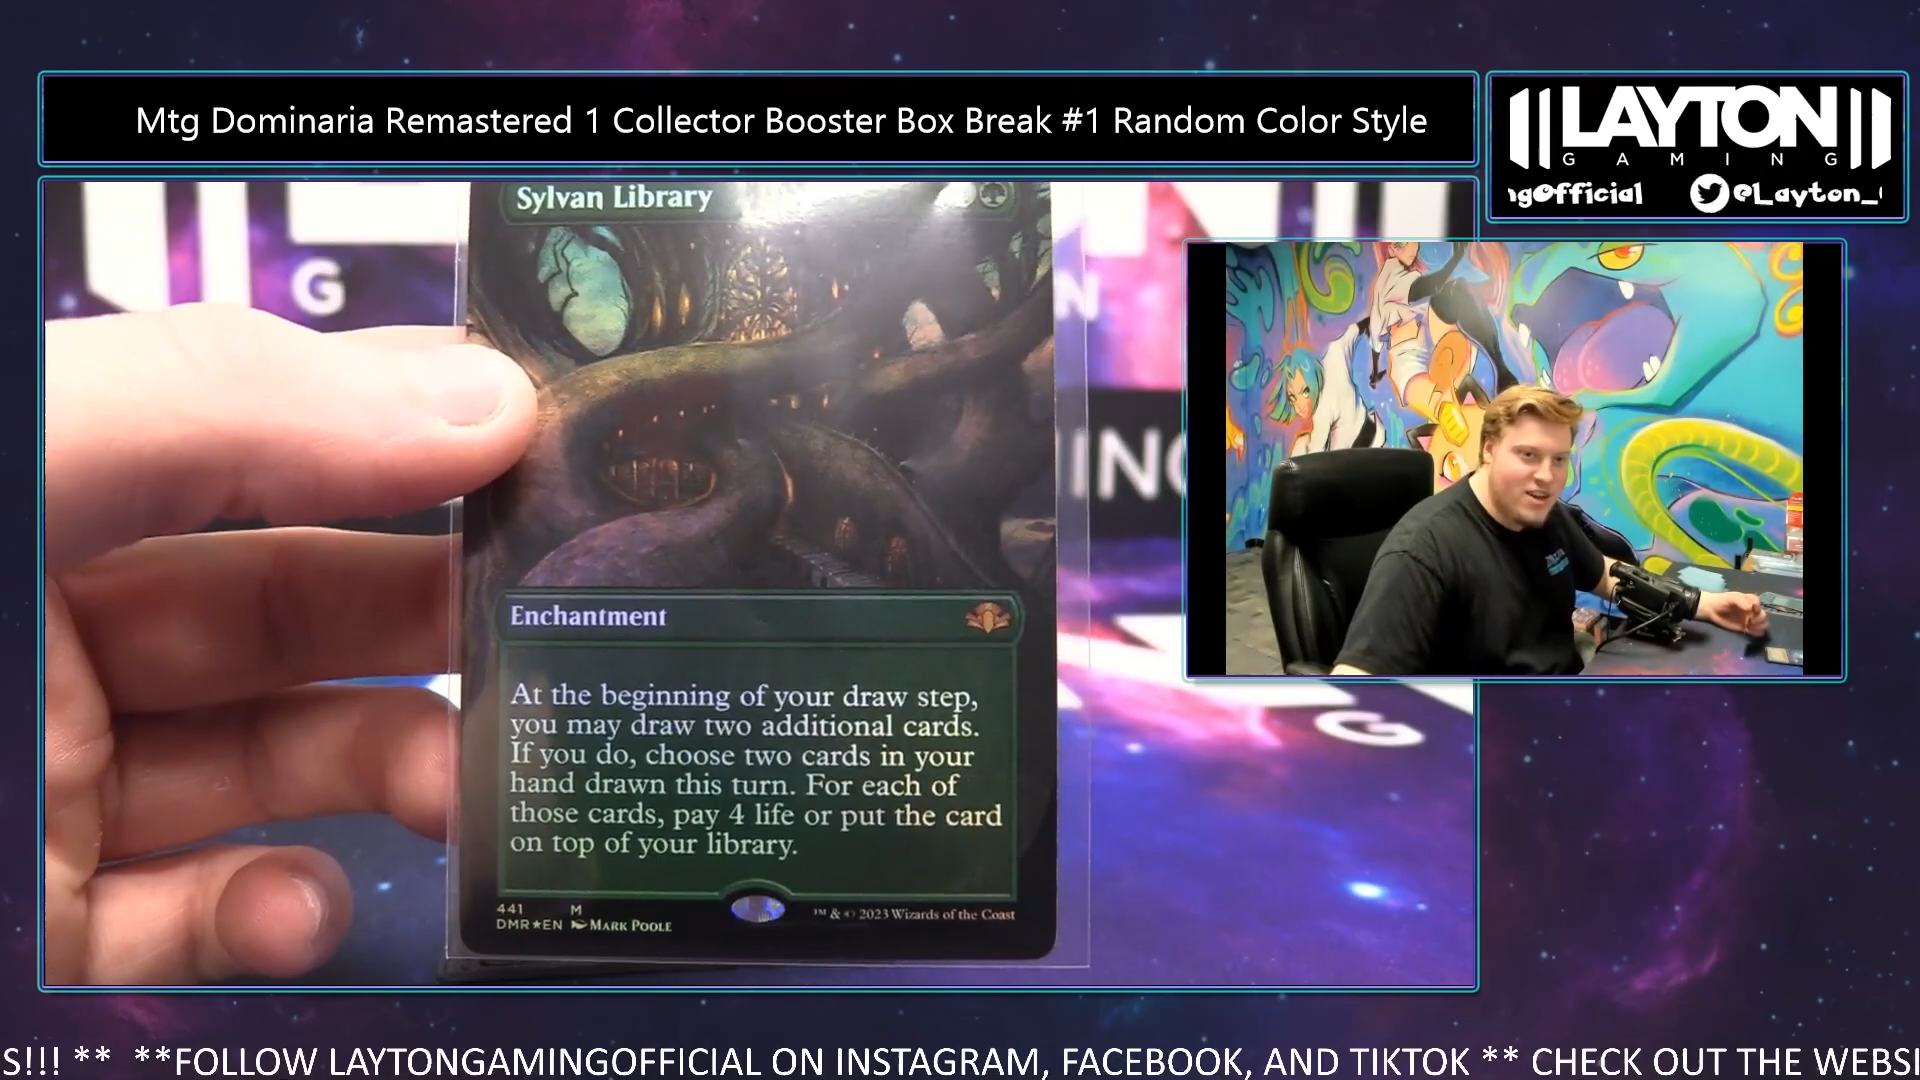 Mtg Dominaria Remastered 1 Collector Booster Box Break #1 Random Color Style
LAYTON
GAMING
ngofficial @Layton_
Sylvan Library
G
N
ING
G
Enchantment
At the beginning of your draw step,
you may draw two additional cards.
If you do, choose two cards in your
hand drawn this turn. For each of
those cards, pay 4 life or put the card
on top of your library.
441 M
DMR★EN MARK POOLE
™ & © 2023 Wizards of the Coast
S!!! ** **FOLLOW LAYTONGAMINGOFFICIAL ON INSTAGRAM, FACEBOOK, AND TIKTOK ** CHECK OUT THE WEBSI